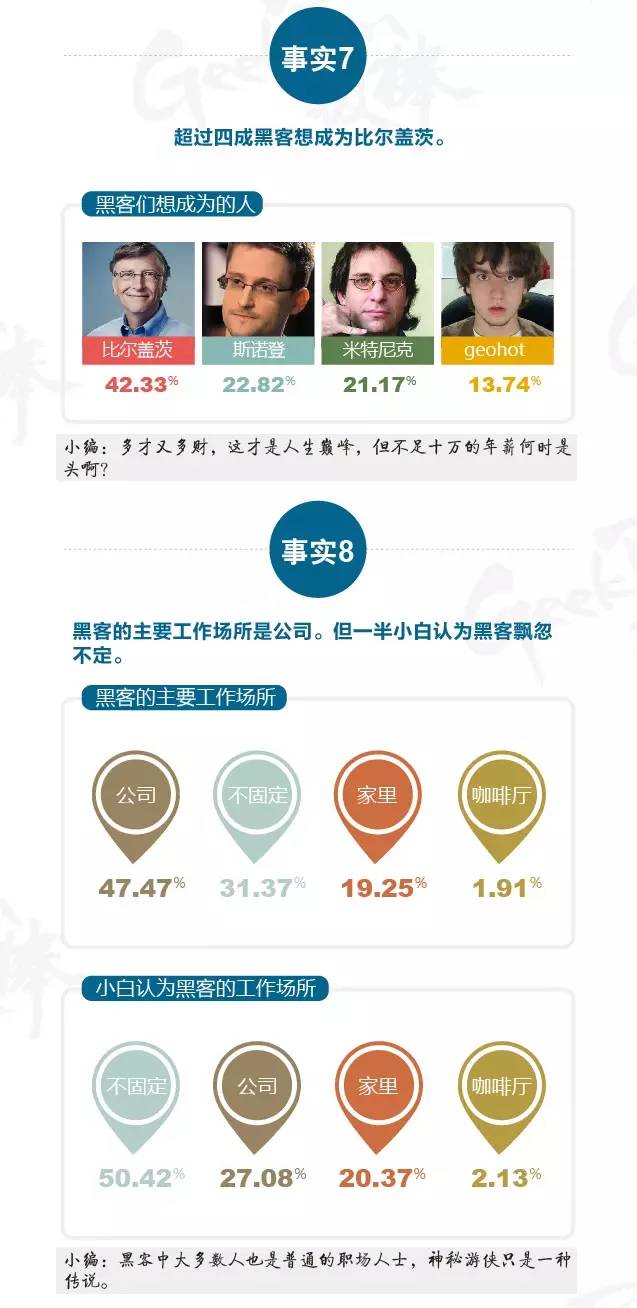 事实7
超过四成黑客想成为比尔盖茨。
黑客们想成为的人
比尔盖茨 斯诺登 米特尼克 geohot
42.33% 22.82% 21.17% 13.74%
小编：多才又多财，这才是人生巅峰，但不足十万的年薪何时是
头啊？
事实8
黑客的主要工作场所是公司。但一半小白认为黑客飘忽
不定。
黑客的主要工作场所
公司 不固定 家里 咖啡厅
47.47% 31.37% 19.25% 1.91%
小白认为黑客的工作场所
不固定 公司 家里 咖啡厅
50.42% 27.08% 20.37% 2.13%
小编：黑客中大多数人也是普通的职场人士，神秘游侠只是一种
传说。